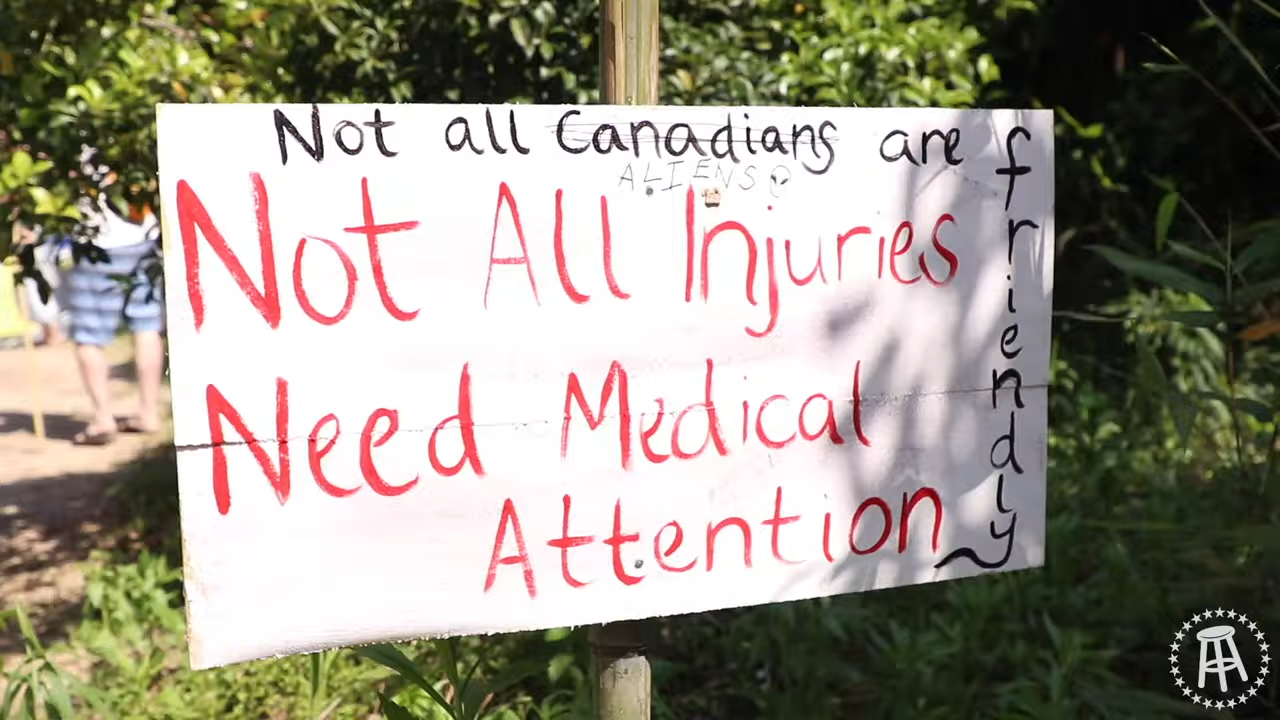 Not all Canadians are friendly
ALIENS
Not All Injuries
Need Medical
Attention